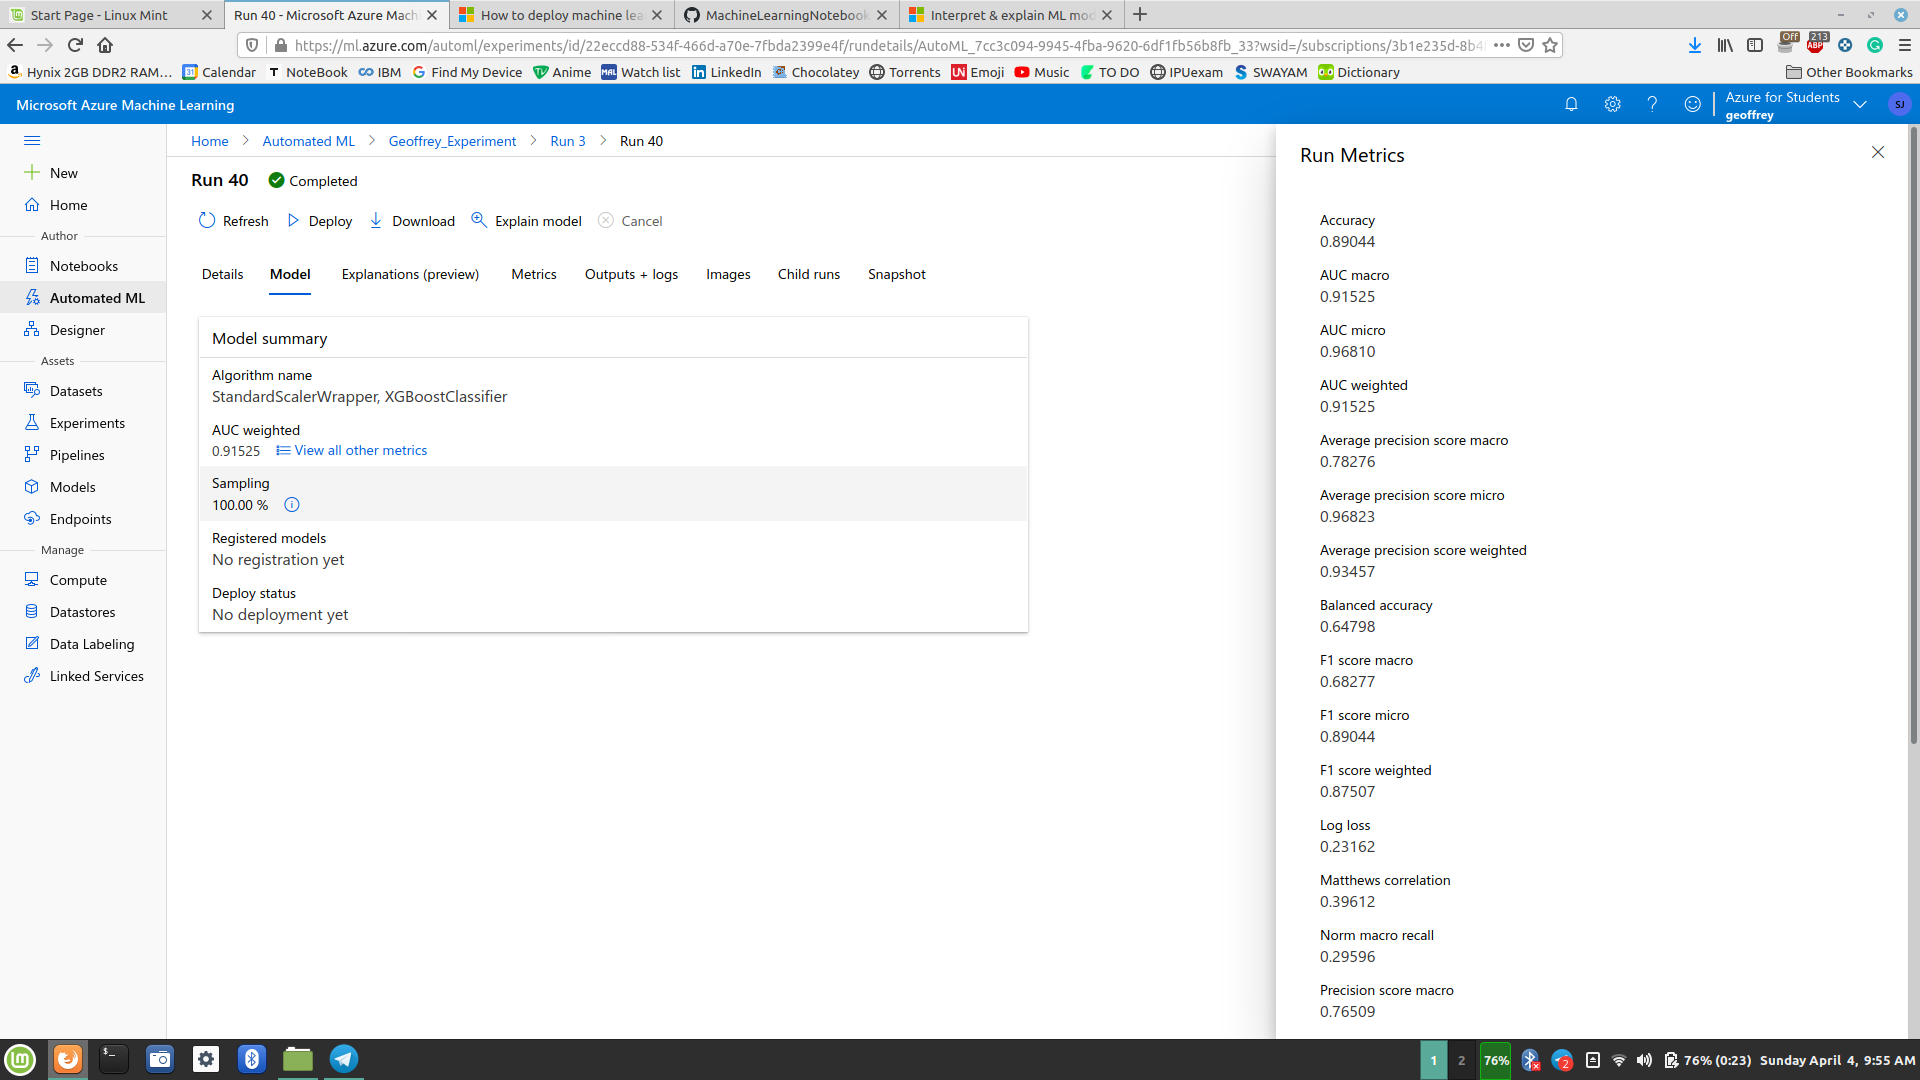 Start Page - Linux Mint
Run 40 - Microsoft Azure Mach
How to deploy machine lea
MachineLearningNotebook
Interpret & explain ML mod
https://ml.azure.com/automl/experiments/id/22eccd88-534f-466d-a70e-7fbda2399e4f/rundetails/AutoML_7cc3c094-9945-4fba-9620-6df1fb56b8fb_33?wsid=/subscriptions/3b1e235d-8b4
Off
213
ABP
Hynix 2GB DDR2 RAM…
Calendar
NoteBook
IBM
Find My Device
Anime
Watch list
LinkedIn
Chocolatey
Torrents
Emoji
Music
TO DO
IPUexam
SWAYAM
Dictionary
Other Bookmarks
Microsoft Azure Machine Learning
Azure for Students
geoffrey
SJ
New
Home
Author
Notebooks
Automated ML
Designer
Assets
Datasets
Experiments
Pipelines
Models
Endpoints
Manage
Compute
Datastores
Data Labeling
Linked Services
Home > Automated ML > Geoffrey_Experiment > Run 3 > Run 40
Run 40 Completed
Refresh Deploy Download Explain model Cancel
Details Model Explanations (preview) Metrics Outputs + logs Images Child runs Snapshot
Model summary
Algorithm name
StandardScalerWrapper, XGBoostClassifier
AUC weighted
0.91525 View all other metrics
Sampling
100.00 %
Registered models
No registration yet
Deploy status
No deployment yet
Run Metrics
Accuracy
0.89044
AUC macro
0.91525
AUC micro
0.96810
AUC weighted
0.91525
Average precision score macro
0.78276
Average precision score micro
0.96823
Average precision score weighted
0.93457
Balanced accuracy
0.64798
F1 score macro
0.68277
F1 score micro
0.89044
F1 score weighted
0.87507
Log loss
0.23162
Matthews correlation
0.39612
Norm macro recall
0.29596
Precision score macro
0.76509
1 2 76% 2 76% (0:23) Sunday April 4, 9:55 AM